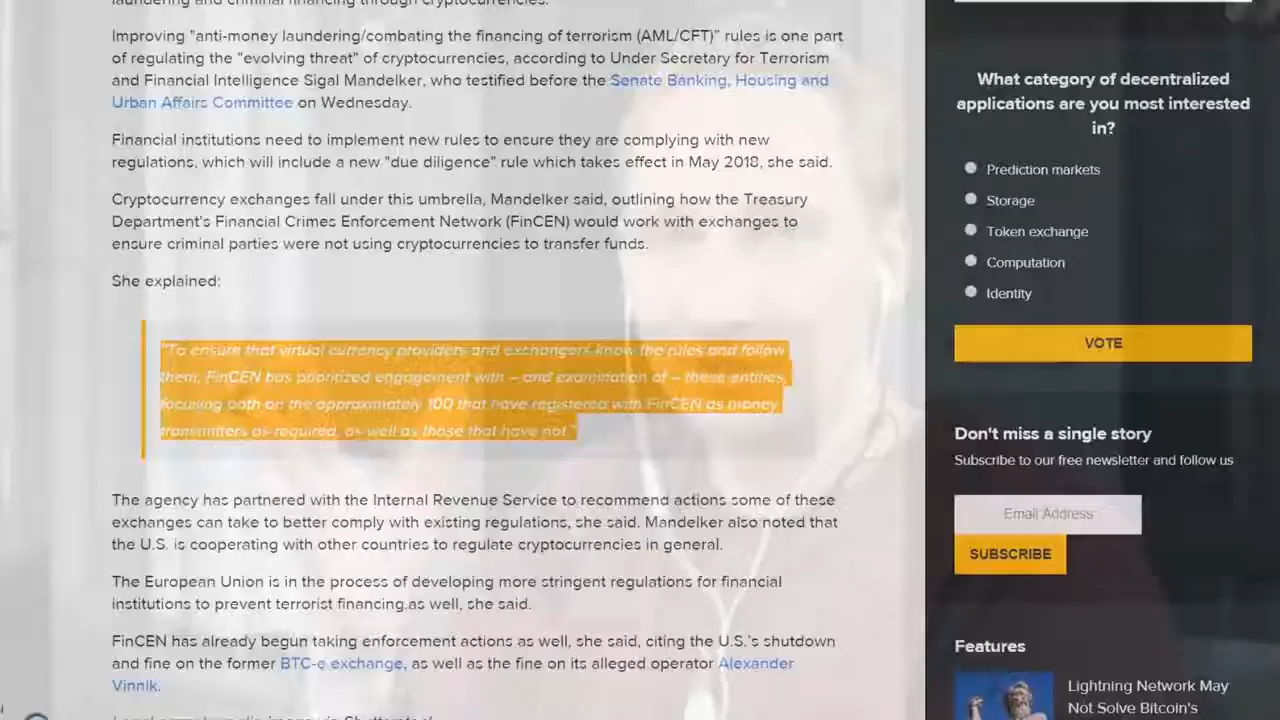 laundering and criminal financing through cryptocurrencies.
Improving "anti-money laundering/combating the financing of terrorism (AML/CFT)" rules is one part
of regulating the "evolving threat" of cryptocurrencies, according to Under Secretary for Terrorism
and Financial Intelligence Sigal Mandelker, who testified before the Senate Banking, Housing and
Urban Affairs Committee on Wednesday.
Financial institutions need to implement new rules to ensure they are complying with new
regulations, which will include a new "due diligence" rule which takes effect in May 2018, she said.
Cryptocurrency exchanges fall under this umbrella, Mandelker said, outlining how the Treasury
Department's Financial Crimes Enforcement Network (FinCEN) would work with exchanges to
ensure criminal parties were not using cryptocurrencies to transfer funds.
She explained:
"To ensure that virtual currency providers and exchangers know the rules and follow
them, FinCEN has prioritized engagement with – and examination of – these entities,
focusing both on the approximately 100 that have registered with FinCEN as money
transmitters as required, as well as those that have not."
The agency has partnered with the Internal Revenue Service to recommend actions some of these
exchanges can take to better comply with existing regulations, she said. Mandelker also noted that
the U.S. is cooperating with other countries to regulate cryptocurrencies in general.
The European Union is in the process of developing more stringent regulations for financial
institutions to prevent terrorist financing.as well, she said.
FinCEN has already begun taking enforcement actions as well, she said, citing the U.S.'s shutdown
and fine on the former BTC-e exchange, as well as the fine on its alleged operator Alexander
Vinnik.
What category of decentralized
applications are you most interested
in?
Prediction markets
Storage
Token exchange
Computation
Identity
VOTE
Don't miss a single story
Subscribe to our free newsletter and follow us
Email Address
SUBSCRIBE
Features
Lightning Network May
Not Solve Bitcoin's